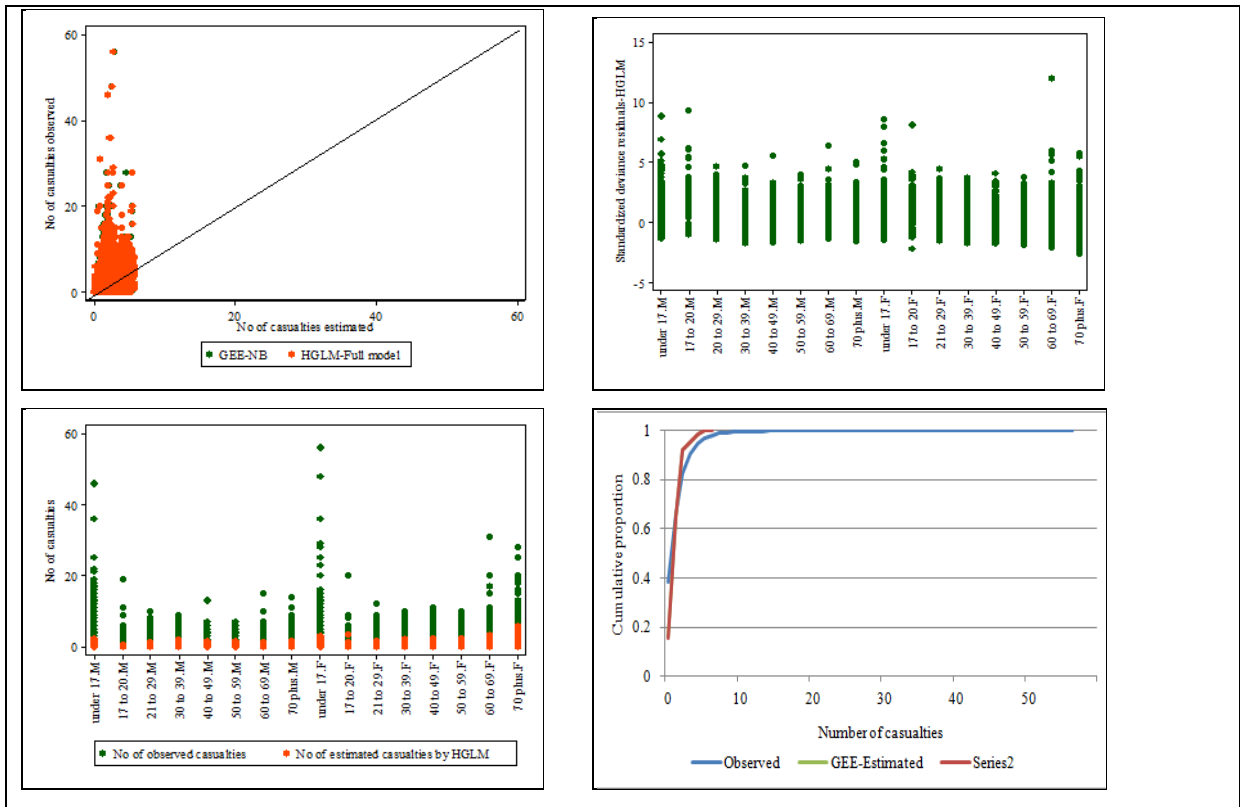 60
40
20
0
No of casualties observed
0
20
40
60
No of casualties estimated
GEE-NB
HGLM-Full model
15
10
5
0
-5
Standardized deviance residuals-HGLM
under 17.M
17 to 20.M
20 to 29.M
30 to 39.M
40 to 49.M
50 to 59.M
60 to 69.M
70 plus.M
under 17.F
17 to 20.F
21 to 29.F
30 to 39.F
40 to 49.F
50 to 59.F
60 to 69.F
70 plus.F
60
40
20
0
No of casualties
under 17.M
17 to 20.M
21 to 29.M
30 to 39.M
40 to 49.M
50 to 59.M
60 to 69.M
70 plus.M
under 17.F
17 to 20.F
21 to 29.F
30 to 39.F
40 to 49.F
50 to 59.F
60 to 69.F
70 plus.F
No of observed casualties
No of estimated casualties by HGLM
1
0.8
0.6
0.4
0.2
0
Cumulative proportion
0
10
20
30
40
50
Number of casualties
Observed
GEE-Estimated
Series2